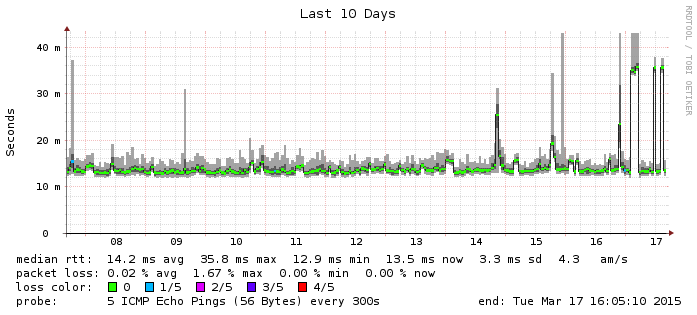 Last 10 Days
RRDTOOL / TOBI OETIKER
Seconds
40 m
30 m
20 m
10 m
0
08 09 10 11 12 13 14 15 16 17
median rtt: 14.2 ms avg 35.8 ms max 12.9 ms min 13.5 ms now 3.3 ms sd 4.3 am/s
packet loss: 0.02 % avg 1.67 % max 0.00 % min 0.00 % now
loss color: 0 1/5 2/5 3/5 4/5
probe: 5 ICMP Echo Pings (56 Bytes) every 300s end: Tue Mar 17 16:05:10 2015